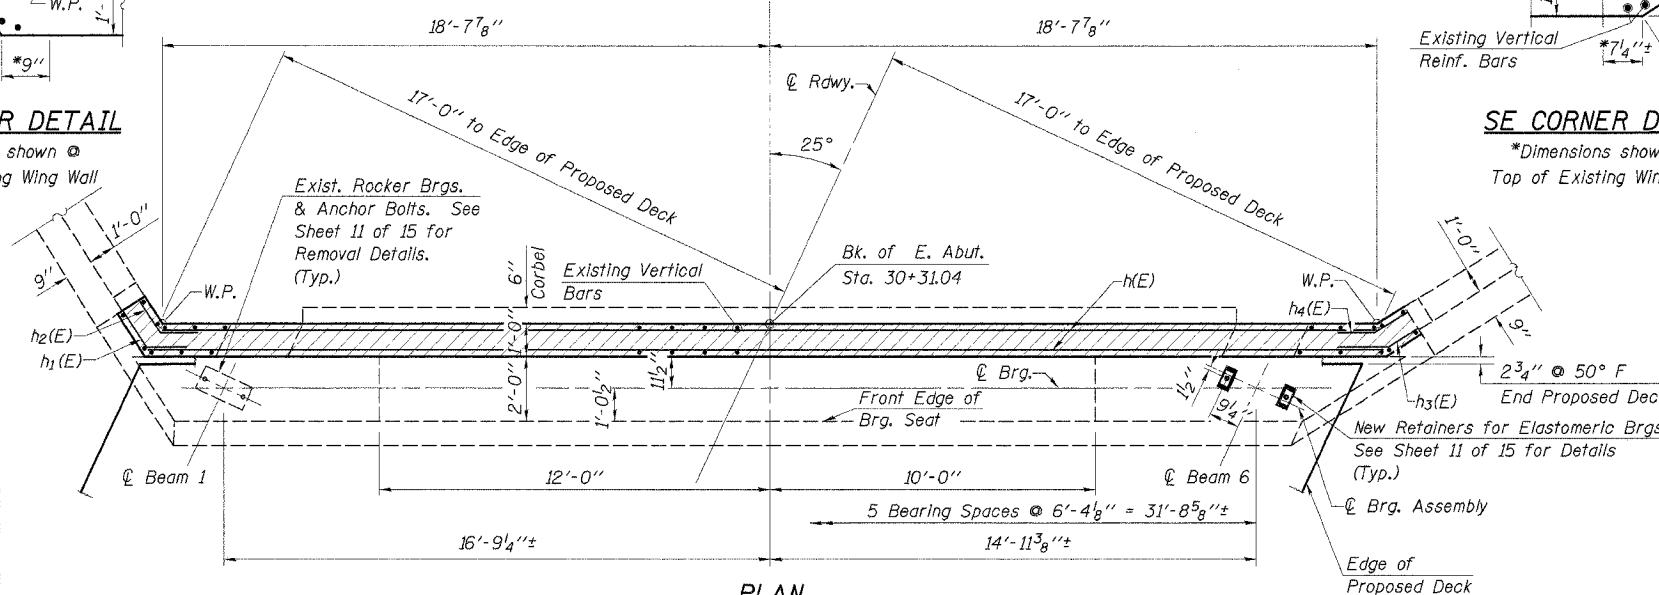 W.P.
*9"
R DETAIL
shown @
ng Wing Wall
18'-7⅞"
18'-7⅞"
℄ Rdwy.
25°
17'-0" to Edge of Proposed Deck
17'-0" to Edge of Proposed Deck
Existing Vertical
Reinf. Bars
*7¼"±
SE CORNER D
*Dimensions show
Top of Existing Win
1'-0"
9"
Exist. Rocker Brgs.
& Anchor Bolts. See
Sheet 11 of 15 for
Removal Details.
(Typ.)
6"
Corbel
Existing Vertical
Bars
Bk. of E. Abut.
Sta. 30+31.04
h(E)
W.P.
W.P.
h4(E)
1'-0"
9"
h2(E)
h1(E)
1'-0"
2'-0"
11½"
1'-0½"
℄ Brg.
Front Edge of
Brg. Seat
1½"
9¼"
2¾" @ 50° F
End Proposed Dec
h3(E)
New Retainers for Elastomeric Brgs
See Sheet 11 of 15 for Details
(Typ.)
℄ Beam 1
12'-0"
10'-0"
℄ Beam 6
℄ Brg. Assembly
5 Bearing Spaces @ 6'-4⅛" = 31'-8⅝"±
16'-9¼"±
14'-11⅜"±
Edge of
Proposed Deck
PLAN